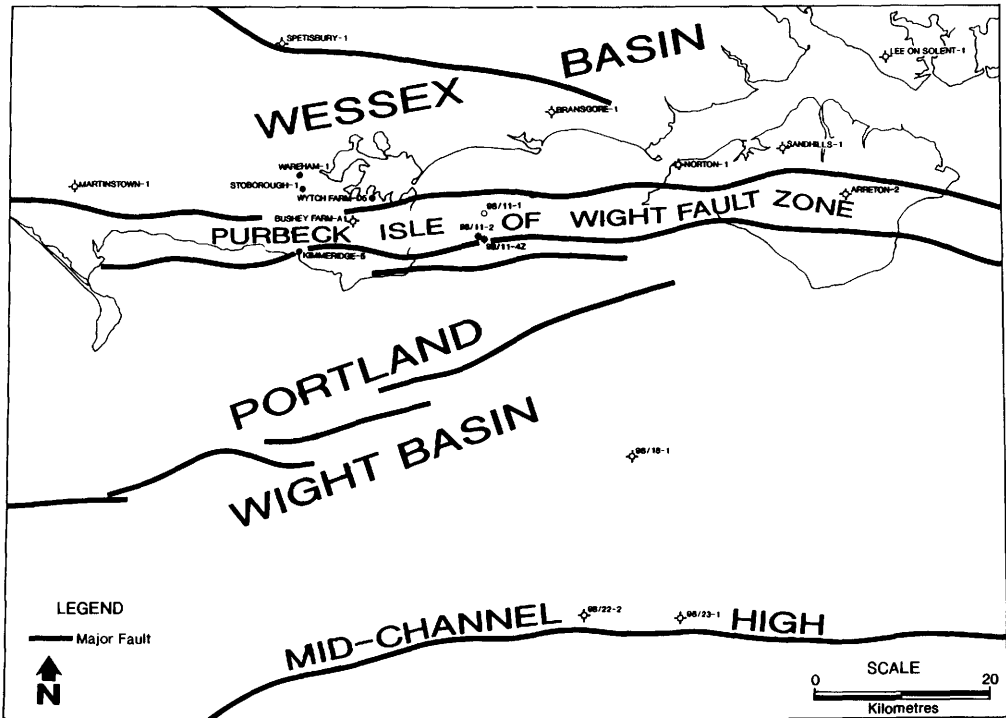 SPETISBURY-1
BASIN
LEE ON SOLENT-1
WESSEX
BRANSGORE-1
SANDHILLS-1
NORTON-1
WAREHAM-1
STOBOROUGH-1
MARTINSTOWN-1
WYTCH FARM-D5
ARRETON-2
98/11-1
BUSHEY FARM-A1
PURBECK ISLE OF WIGHT FAULT ZONE
98/11-2
98/11-4Z
KIMMERIDGE-5
PORTLAND
WIGHT BASIN
98/18-1
LEGEND
Major Fault
N
98/22-2
98/23-1
MID-CHANNEL HIGH
SCALE
0 20
Kilometres